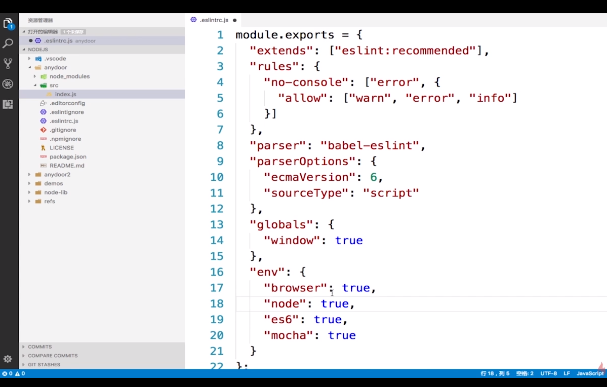 资源管理器
打开的编辑器
.eslintrc.js anydoor
NODEJS
.vscode
anydoor
node_modules
src
index.js
.editorconfig
.eslintignore
.eslintrc.js
.gitignore
.npmignore
LICENSE
package.json
README.md
anydoor2
demos
node-lib
refs
COMMITS
COMPARE COMMITS
GIT STASHES
.eslintrc.js
1 module.exports = {
2 "extends": ["eslint:recommended"],
3 "rules": {
4 "no-console": ["error", {
5 "allow": ["warn", "error", "info"]
6 }]
7 },
8 "parser": "babel-eslint",
9 "parserOptions": {
10 "ecmaVersion": 6,
11 "sourceType": "script"
12 },
13 "globals": {
14 "window": true
15 },
16 "env": {
17 "browser": true,
18 "node": true,
19 "es6": true,
20 "mocha": true
21 }
22 };
行 18，列 5 空格: 2 UTF-8 LF JavaScript